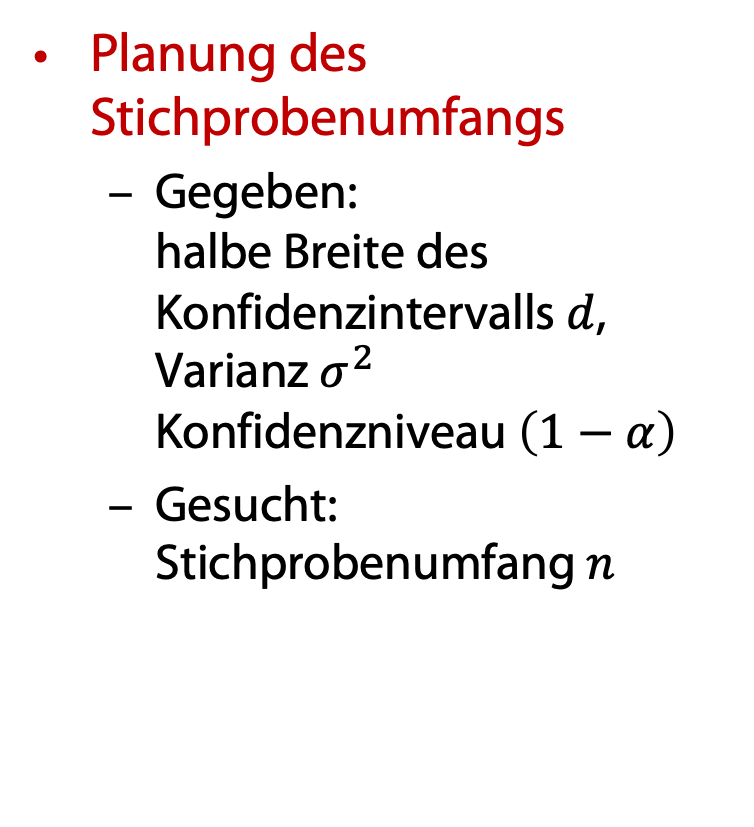 • Planung des
Stichprobenumfangs
– Gegeben:
halbe Breite des
Konfidenzintervalls d,
Varianz σ²
Konfidenzniveau (1 − α)
– Gesucht:
Stichprobenumfang n